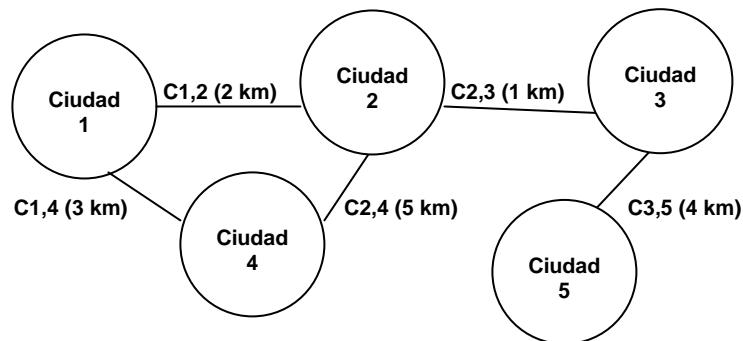 Ciudad
1
C1,2 (2 km)
Ciudad
2
C2,3 (1 km)
Ciudad
3
C1,4 (3 km)
Ciudad
4
C2,4 (5 km)
C3,5 (4 km)
Ciudad
5